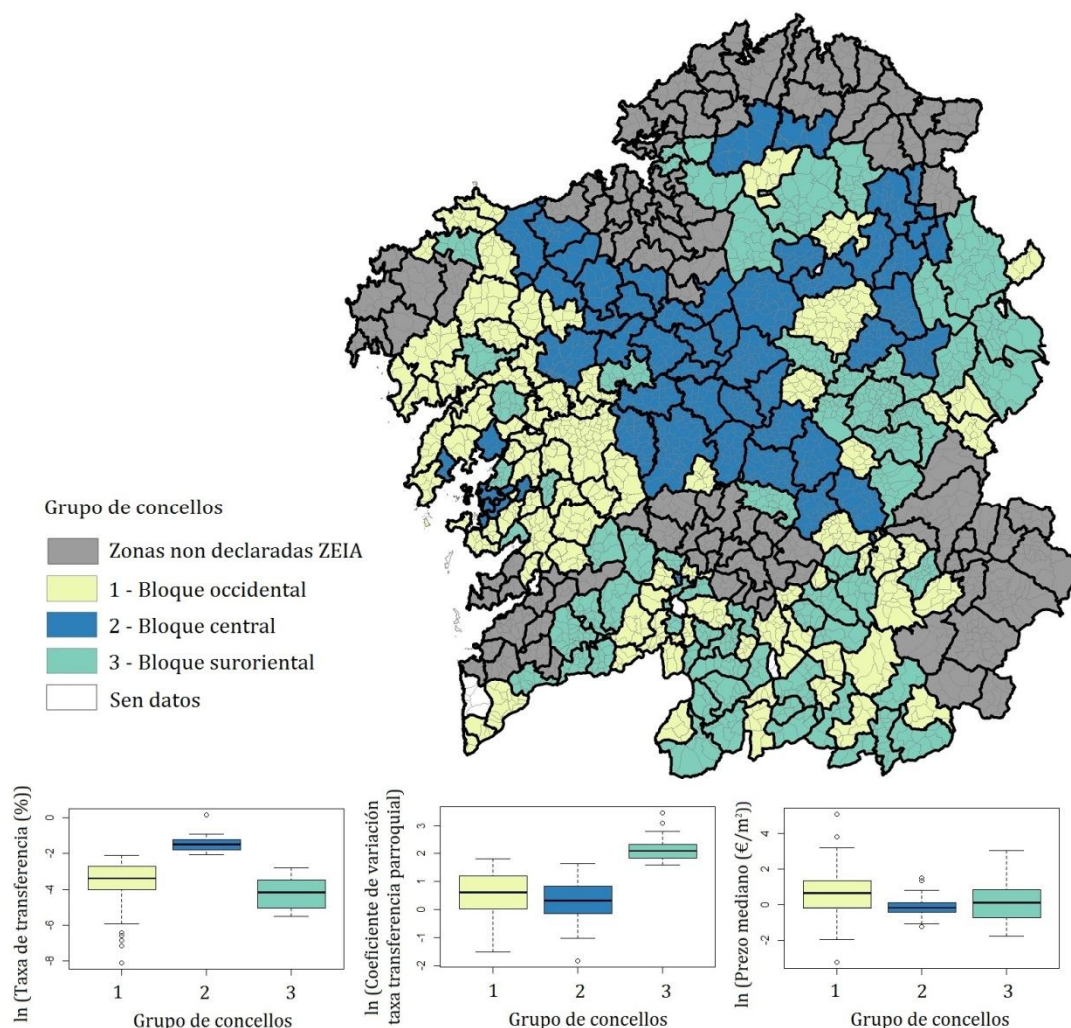 Grupo de concellos
Zonas non declaradas ZEIA
1 - Bloque occidental
2 - Bloque central
3 - Bloque suroriental
Sen datos
ln (Taxa de transferencia (%))
0
-2
-4
-6
-8
1 2 3
Grupo de concellos
ln (Coeficiente de variación
taxa transferencia parroquial)
3
2
1
0
-1
-2
1 2 3
Grupo de concellos
ln (Prezo mediano (€/m²))
4
2
0
-2
1 2 3
Grupo de concellos